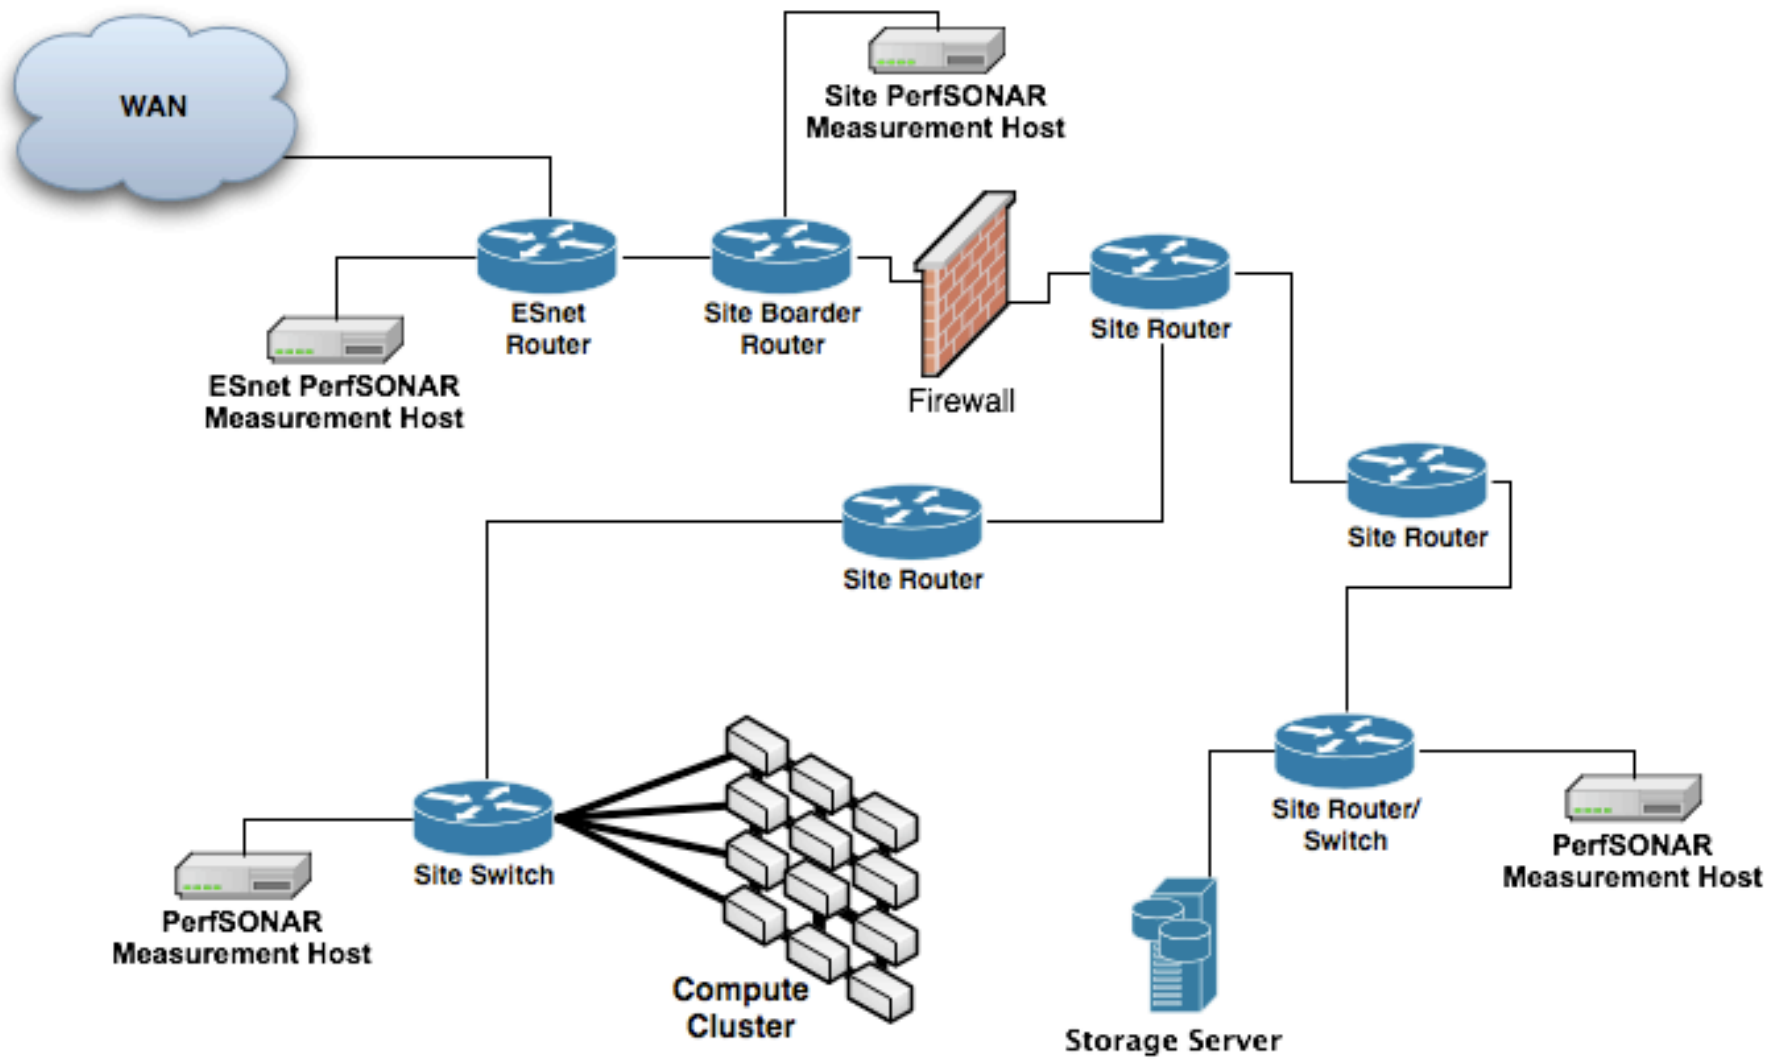 WAN
Site PerfSONAR
Measurement Host
ESnet
Router
Site Boarder
Router
Site Router
ESnet PerfSONAR
Measurement Host
Firewall
Site Router
Site Router
Site Router/
Switch
PerfSONAR
Measurement Host
Site Switch
PerfSONAR
Measurement Host
Compute
Cluster
Storage Server